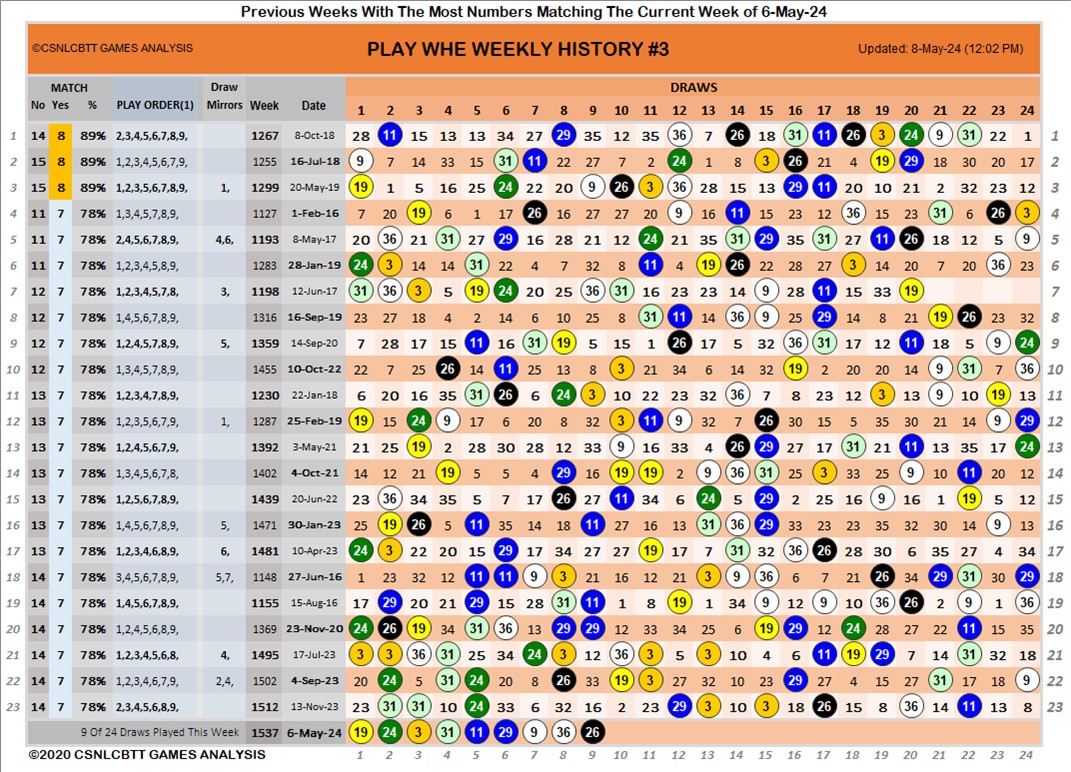 Previous Weeks With The Most Numbers Matching The Current Week of 6-May-24
©CSNLCBTT GAMES ANALYSIS PLAY WHE WEEKLY HISTORY #3 Updated: 8-May-24 (12:02 PM)
MATCH Draw DRAWS
No Yes % PLAY ORDER(1) Mirrors Week Date 1 2 3 4 5 6 7 8 9 10 11 12 13 14 15 16 17 18 19 20 21 22 23 24
1 14 8 89% 2,3,4,5,6,7,8,9, 1267 8-Oct-18 28 11 15 13 13 34 27 29 35 12 35 36 7 26 18 31 11 26 3 24 9 31 22 1 1
2 15 8 89% 1,2,3,4,5,6,7,9, 1255 16-Jul-18 9 7 14 33 15 31 11 22 27 7 2 24 1 8 3 26 21 4 19 29 18 30 20 17 2
3 15 8 89% 1,2,3,5,6,7,8,9, 1, 1299 20-May-19 19 1 5 16 25 24 22 20 9 26 3 36 28 15 13 29 11 20 10 21 2 32 23 12 3
4 11 7 78% 1,3,4,5,7,8,9, 1127 1-Feb-16 7 20 19 6 1 17 26 16 27 27 20 9 16 11 15 23 12 36 15 23 31 6 23 3 4
5 11 7 78% 2,4,5,6,7,8,9, 4,6, 1193 8-May-17 20 36 21 31 27 29 16 28 21 12 24 21 35 31 29 35 31 27 11 26 18 12 5 9 5
6 11 7 78% 1,2,3,4,5,8,9, 1283 28-Jan-19 24 3 14 14 31 22 4 7 32 8 11 4 19 26 22 28 27 3 14 20 7 20 36 23 6
7 12 7 78% 1,2,3,4,5,7,8, 3, 1198 12-Jun-17 31 36 3 5 19 24 20 25 36 31 16 23 23 14 9 28 11 15 33 19 7
8 12 7 78% 1,4,5,6,7,8,9, 1316 16-Sep-19 23 27 18 4 2 14 6 10 25 8 31 11 14 36 9 25 29 14 8 21 19 26 23 32 8
9 12 7 78% 1,2,4,5,7,8,9, 5, 1359 14-Sep-20 7 28 17 15 11 16 31 19 5 15 1 26 17 5 32 36 31 17 20 11 18 5 9 24 9
10 12 7 78% 1,3,4,5,7,8,9, 1455 10-Oct-22 22 7 25 26 14 11 25 13 8 3 21 34 6 14 32 19 2 20 20 14 9 31 7 36 10
11 13 7 78% 1,2,3,4,7,8,9, 1230 22-Jan-18 6 20 16 35 31 26 8 24 3 10 22 23 32 36 7 8 23 12 3 13 9 10 19 13 11
12 13 7 78% 1,2,3,5,6,7,9, 1, 1287 25-Feb-19 19 15 24 9 17 6 20 8 32 3 11 9 32 7 15 26 30 15 5 35 30 21 14 9 29 12
13 13 7 78% 1,2,4,5,6,7,9, 1392 3-May-21 21 25 19 2 28 30 28 12 33 9 16 33 4 26 29 27 17 31 20 11 13 35 17 24 13
14 13 7 78% 1,3,4,5,6,7,8, 1402 4-Oct-21 14 12 21 19 5 5 4 29 16 19 19 2 9 36 31 25 3 33 20 9 10 11 20 12 14
15 13 7 78% 1,2,5,6,7,8,9, 1439 20-Jun-22 23 36 34 35 5 17 7 26 27 11 34 6 24 5 29 2 25 16 9 16 1 19 5 12 15
16 13 7 78% 1,4,5,6,7,8,9, 5, 1471 30-Jan-23 25 19 26 5 11 35 14 18 11 27 16 13 31 36 29 33 23 23 35 32 30 14 9 13 16
17 13 7 78% 1,2,3,4,6,8,9, 6, 1481 10-Apr-23 24 3 22 20 15 29 17 34 27 27 19 17 7 31 32 36 26 28 30 6 35 27 4 34 17
18 14 7 78% 3,4,5,6,7,8,9, 5,7, 1148 27-Jun-16 1 23 32 12 11 11 9 3 21 16 12 21 3 9 36 6 7 21 26 34 29 31 30 29 18
19 14 7 78% 1,4,5,6,7,8,9, 1155 15-Aug-16 17 29 20 21 29 15 28 31 11 1 8 19 1 34 9 12 9 10 36 26 2 9 1 36 19
20 14 7 78% 1,2,4,5,6,8,9, 1369 23-Nov-20 24 26 19 34 31 36 13 29 29 12 33 34 25 6 19 29 12 24 28 27 22 11 15 35 20
21 14 7 78% 1,2,3,4,5,6,8, 4, 1495 17-Jul-23 3 3 36 31 25 34 24 3 12 36 3 5 3 10 4 6 11 19 29 7 14 31 32 18 21
22 14 7 78% 1,2,3,4,6,7,9, 2,4, 1502 4-Sep-23 20 24 5 31 24 20 8 26 33 19 3 27 32 10 22 29 27 4 15 27 31 17 18 9 22
23 14 7 78% 2,3,4,5,6,8,9, 1512 13-Nov-23 23 31 31 10 24 33 6 32 16 2 23 29 3 10 3 18 26 15 8 36 14 11 13 8 23
9 Of 24 Draws Played This Week 1537 6-May-24 19 24 3 31 11 29 9 36 26
©2020 CSNLCBTT GAMES ANALYSIS 1 2 3 4 5 6 7 8 9 10 11 12 13 14 15 16 17 18 19 20 21 22 23 24